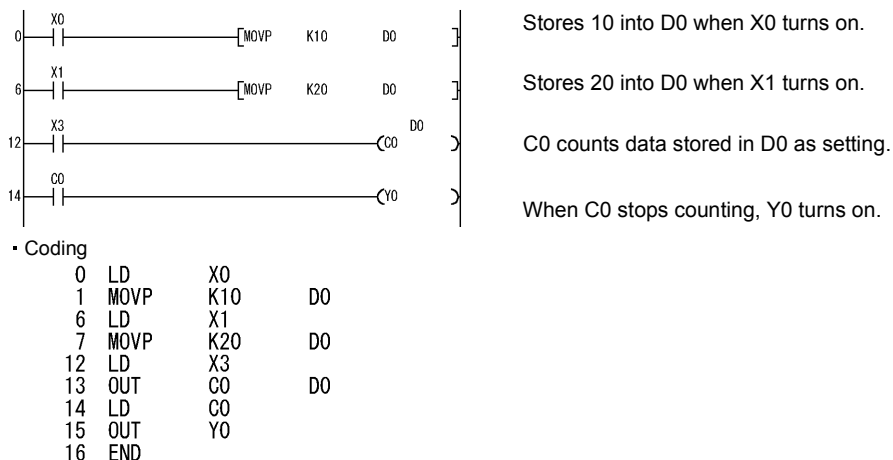 X0
0 MOVP K10 D0
Stores 10 into D0 when X0 turns on.
X1
6 MOVP K20 D0
Stores 20 into D0 when X1 turns on.
X3 D0
12 C0
C0 counts data stored in D0 as setting.
C0
14 Y0
When C0 stops counting, Y0 turns on.
▪ Coding
0 LD X0
1 MOVP K10 D0
6 LD X1
7 MOVP K20 D0
12 LD X3
13 OUT C0 D0
14 LD C0
15 OUT Y0
16 END